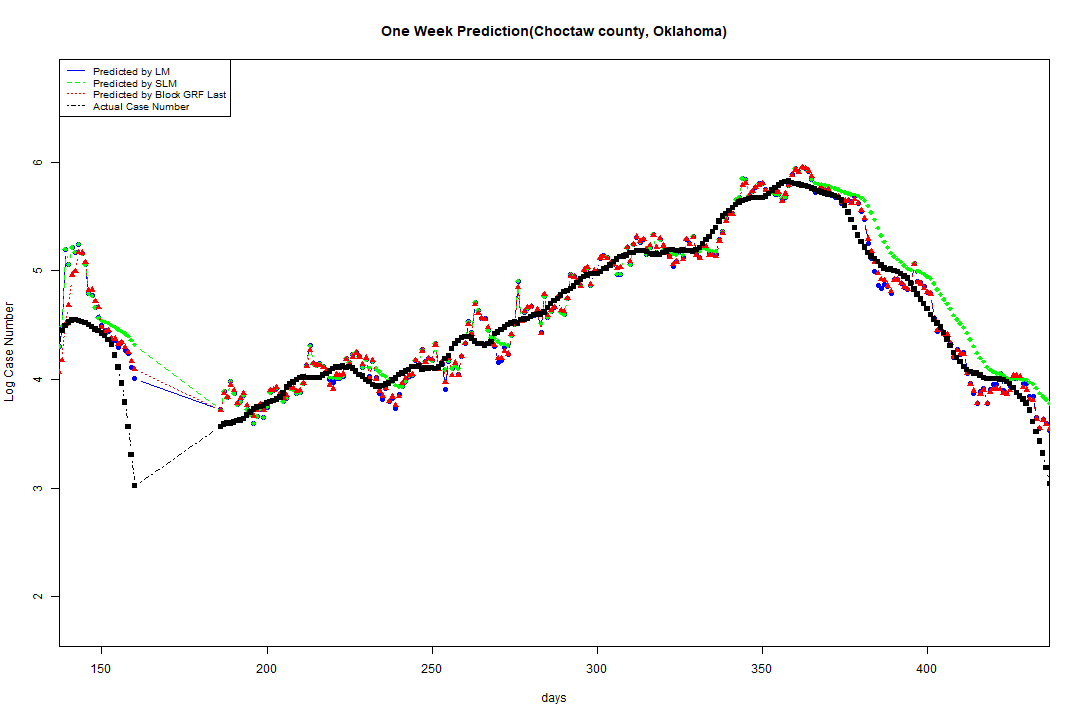 One Week Prediction(Choctaw county, Oklahoma)
Predicted by LM
Predicted by SLM
Predicted by Block GRF Last
Actual Case Number
Log Case Number
6
5
4
3
2
150 200 250 300 350 400
days